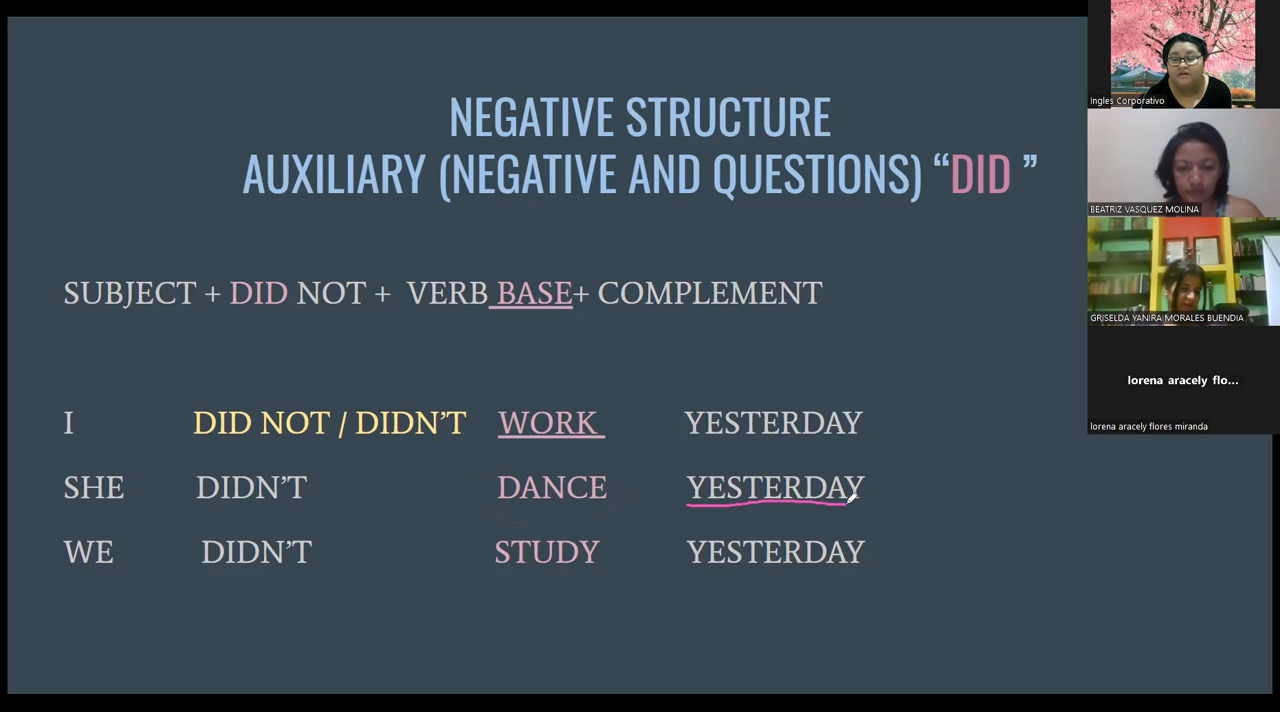 NEGATIVE STRUCTURE
AUXILIARY (NEGATIVE AND QUESTIONS) “DID ”
SUBJECT + DID NOT + VERB BASE+ COMPLEMENT
I DID NOT / DIDN’T WORK YESTERDAY
SHE DIDN’T DANCE YESTERDAY
WE DIDN’T STUDY YESTERDAY
Ingles Corporativo
BEATRIZ VASQUEZ MOLINA
GRISELDA YANIRA MORALES BUENDIA
lorena aracely flo...
lorena aracely flores miranda